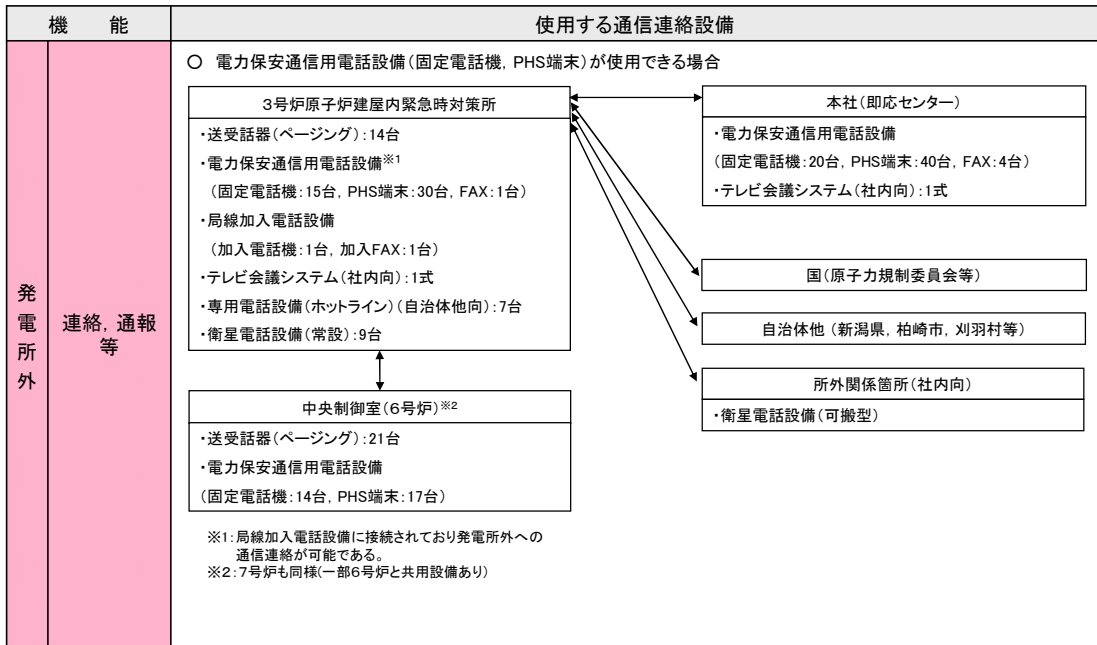 機 能
使用する通信連絡設備
発電所外
連絡，通報
等
○ 電力保安通信用電話設備（固定電話機，PHS端末）が使用できる場合
３号炉原子炉建屋内緊急時対策所
・送受話器（ページング）：14台
・電力保安通信用電話設備※1
（固定電話機：15台，PHS端末：30台，FAX：1台）
・局線加入電話設備
（加入電話機：1台，加入FAX：1台）
・テレビ会議システム（社内向）：1式
・専用電話設備（ホットライン）（自治体他向）：7台
・衛星電話設備（常設）：9台
中央制御室（６号炉）※2
・送受話器（ページング）：21台
・電力保安通信用電話設備
（固定電話機：14台，PHS端末：17台）
※１：局線加入電話設備に接続されており発電所外への
通信連絡が可能である。
※２：７号炉も同様（一部６号炉と共用設備あり）
本社（即応センター）
・電力保安通信用電話設備
（固定電話機：20台，PHS端末：40台，FAX：4台）
・テレビ会議システム（社内向）：1式
国（原子力規制委員会等）
自治体他 （新潟県，柏崎市，刈羽村等）
所外関係箇所（社内向）
・衛星電話設備（可搬型）